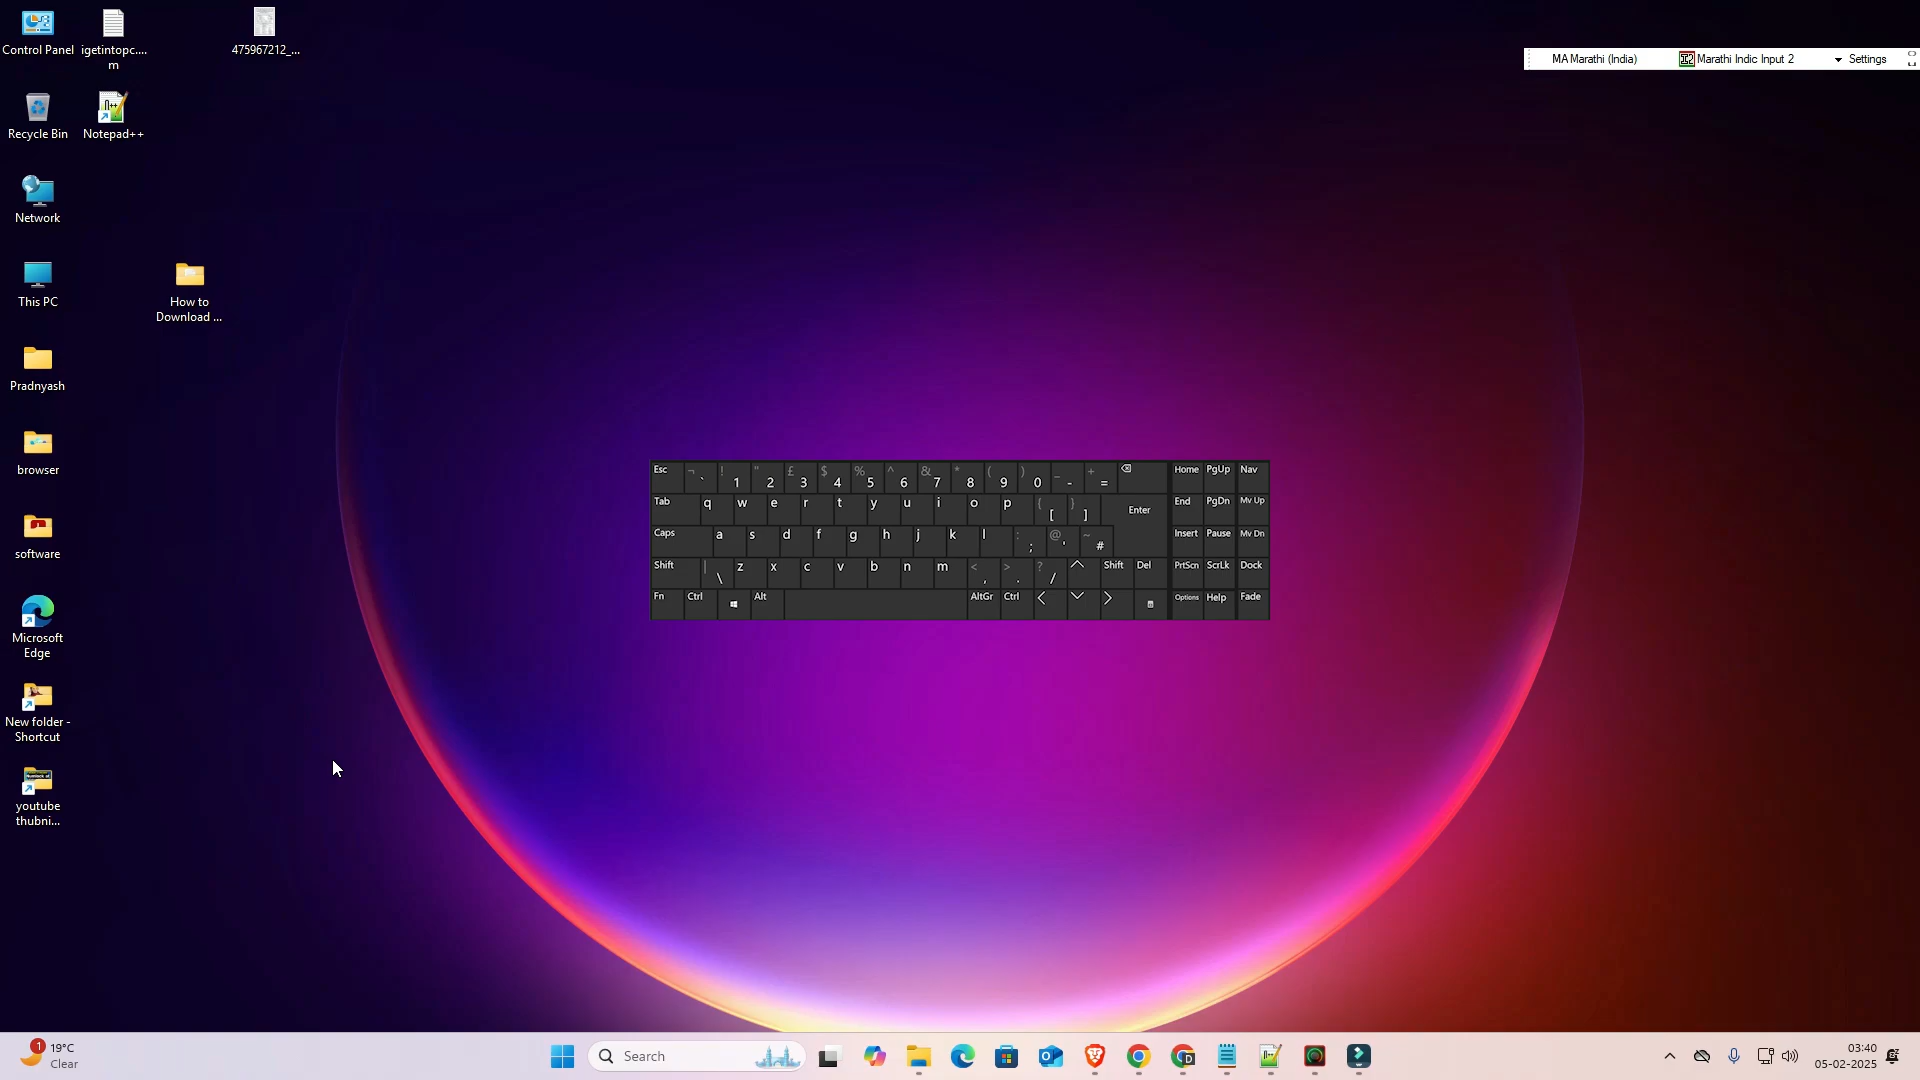 Control Panel
igetintopc....
m
475967212_...
MA Marathi (India)
Marathi Indic Input 2
Settings
Recycle Bin
Notepad++
Network
This PC
How to
Download ...
Pradnyash
browser
software
Microsoft
Edge
New folder -
Shortcut
youtube
thubni...
Esc ¬ ` ! 1 " 2 £ 3 $ 4 % 5 ^ 6 & 7 * 8 ( 9 ) 0 _ - + = Home PgUp Nav
Tab q w e r t y u i o p { [ } ] Enter End PgDn Mv Up
Caps a s d f g h j k l : ; @ ' ~ # Insert Pause Mv Dn
Shift | \ z x c v b n m < , > . ? / Shift Del PrtScn ScrLk Dock
Fn Ctrl Alt AltGr Ctrl Options Help Fade
1
19°C
Clear
Search
03:40
05-02-2025